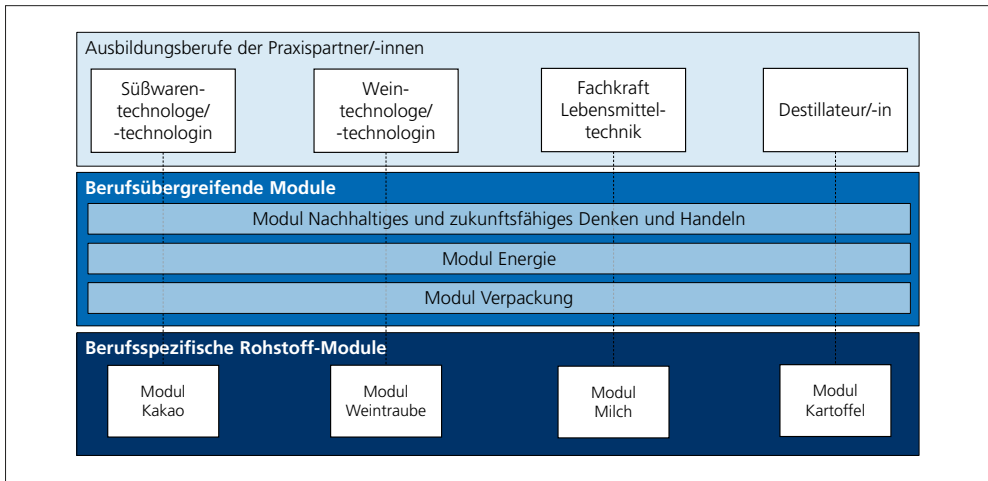 Ausbildungsberufe der Praxispartner/-innen
Süßwaren-
technologe/
-technologin
Wein-
technologe/
-technologin
Fachkraft
Lebensmittel-
technik
Destillateur/-in
Berufsübergreifende Module
Modul Nachhaltiges und zukunftsfähiges Denken und Handeln
Modul Energie
Modul Verpackung
Berufsspezifische Rohstoff-Module
Modul
Kakao
Modul
Weintraube
Modul
Milch
Modul
Kartoffel